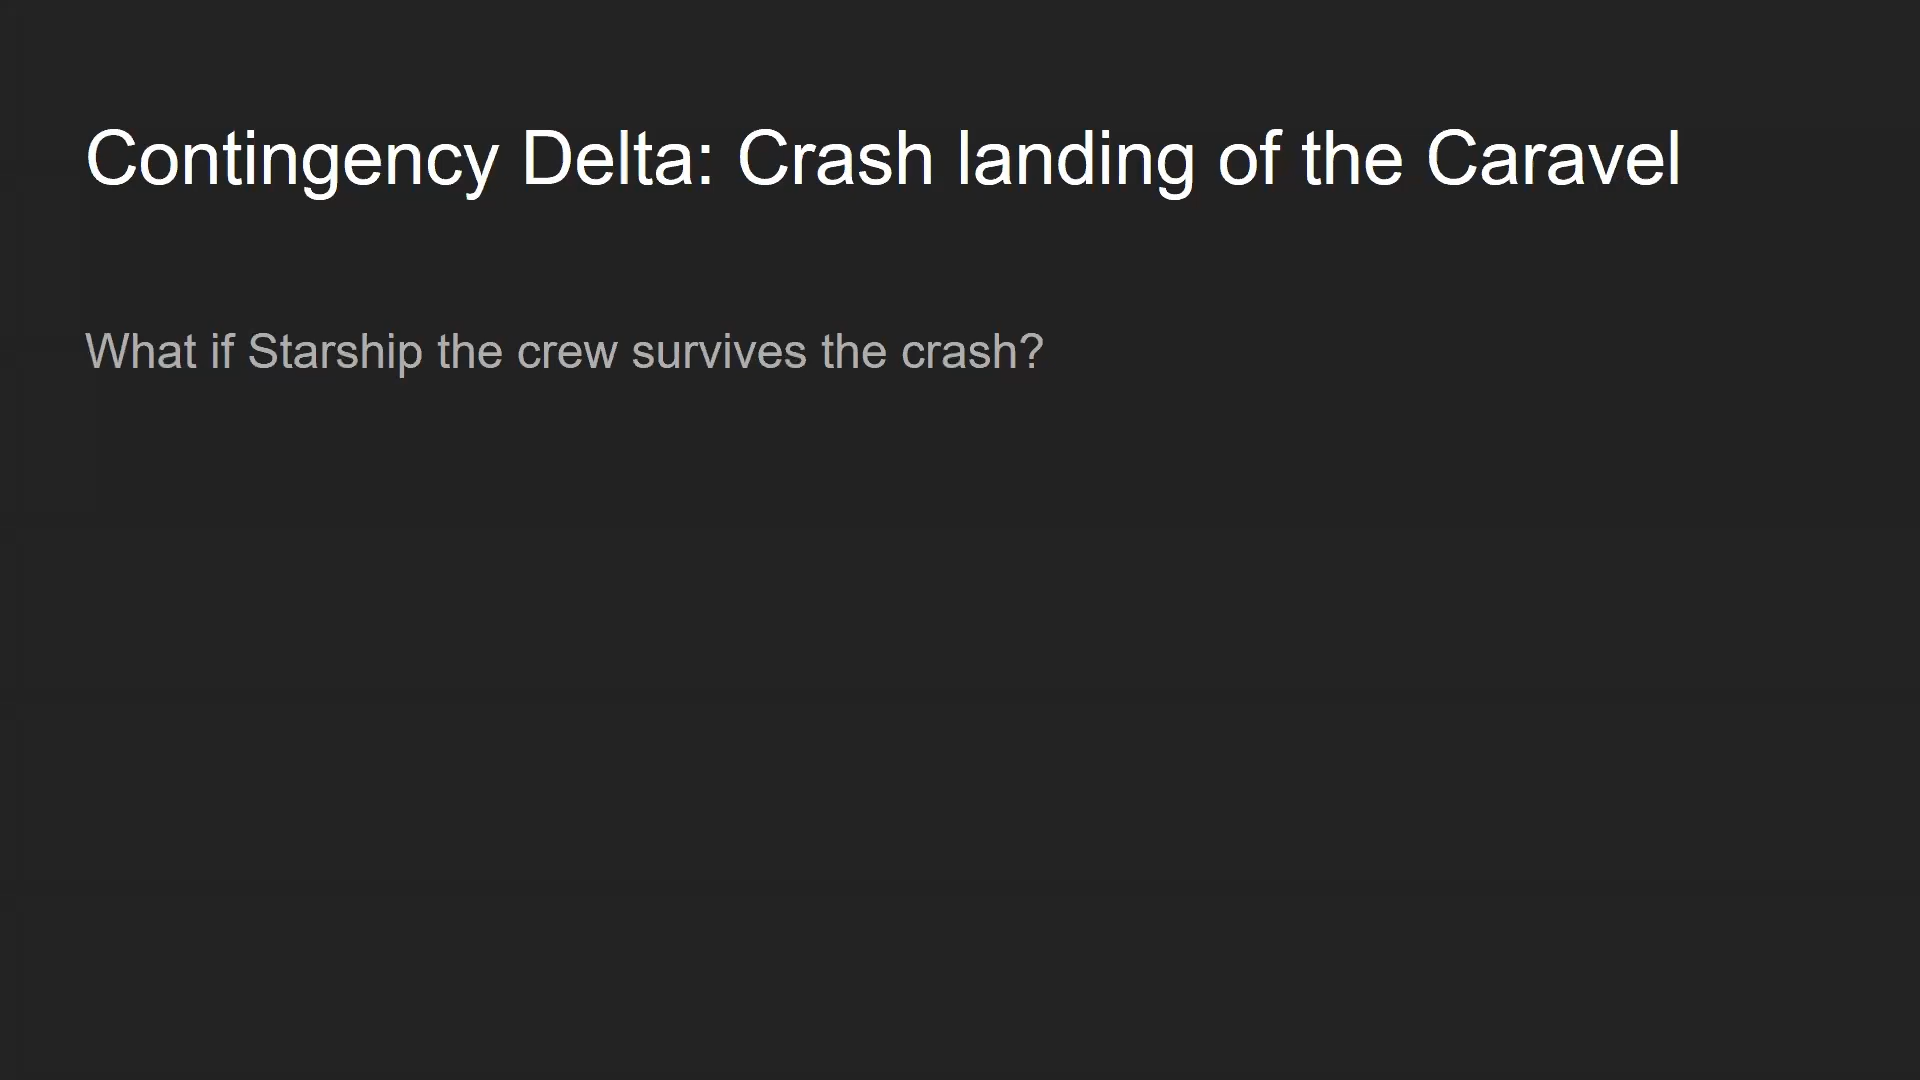 Contingency Delta: Crash landing of the Caravel
What if Starship the crew survives the crash?